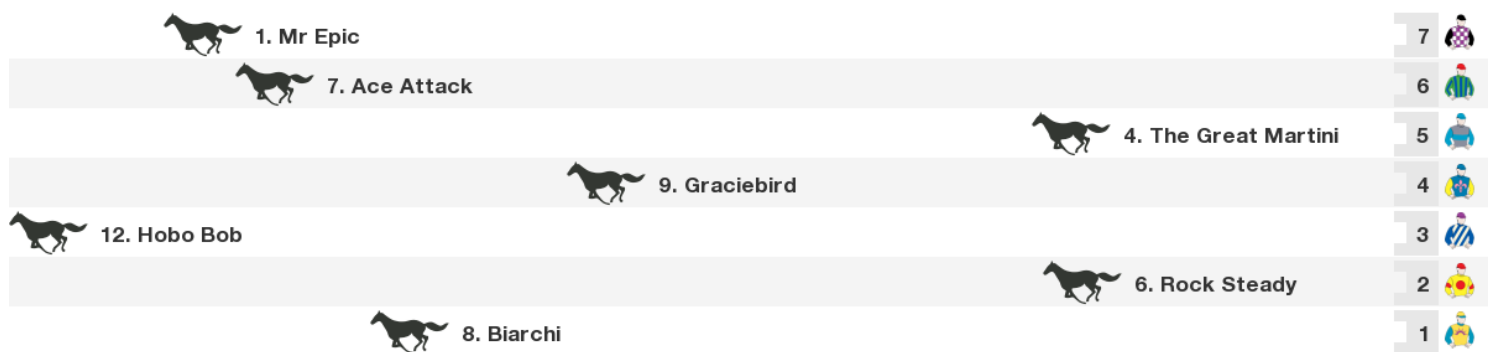 1. Mr Epic 7
7. Ace Attack 6
4. The Great Martini 5
9. Graciebird 4
12. Hobo Bob 3
6. Rock Steady 2
8. Biarchi 1